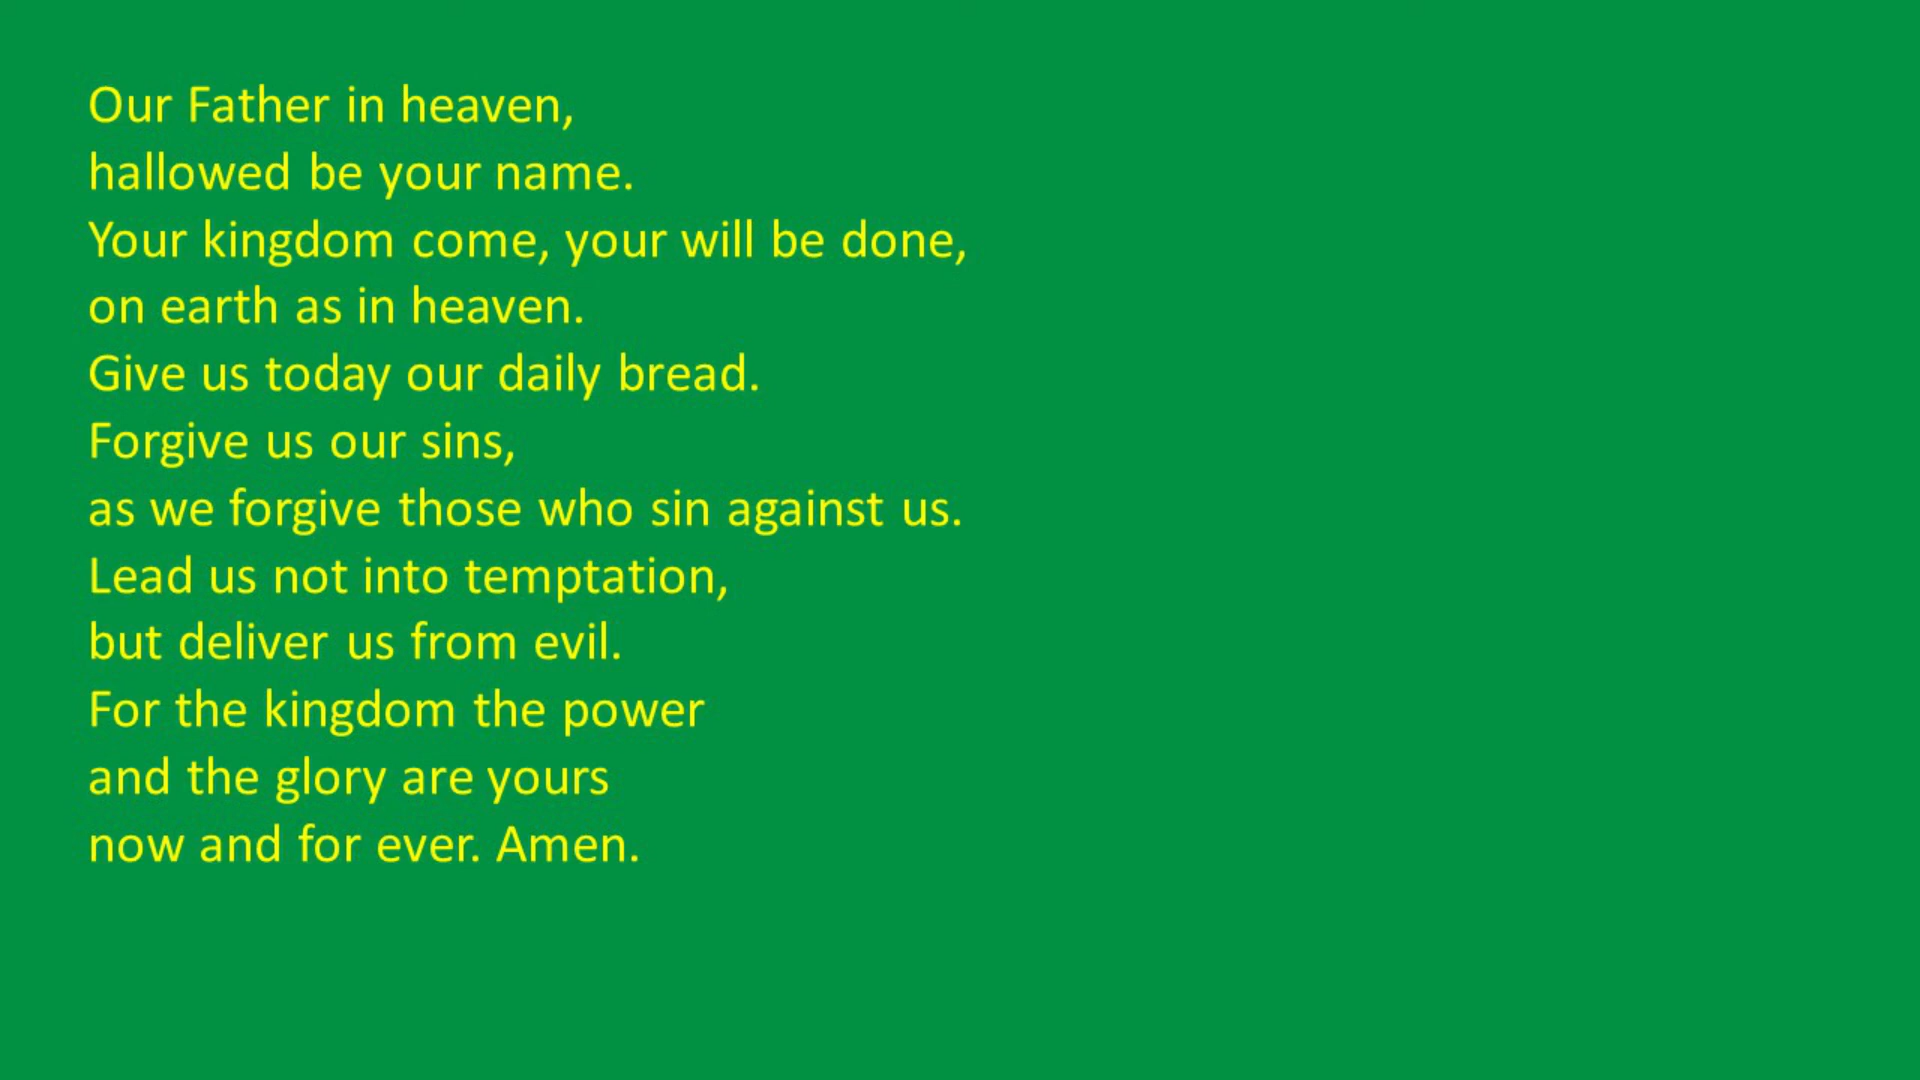 Our Father in heaven,
hallowed be your name.
Your kingdom come, your will be done,
on earth as in heaven.
Give us today our daily bread.
Forgive us our sins,
as we forgive those who sin against us.
Lead us not into temptation,
but deliver us from evil.
For the kingdom the power
and the glory are yours
now and for ever. Amen.